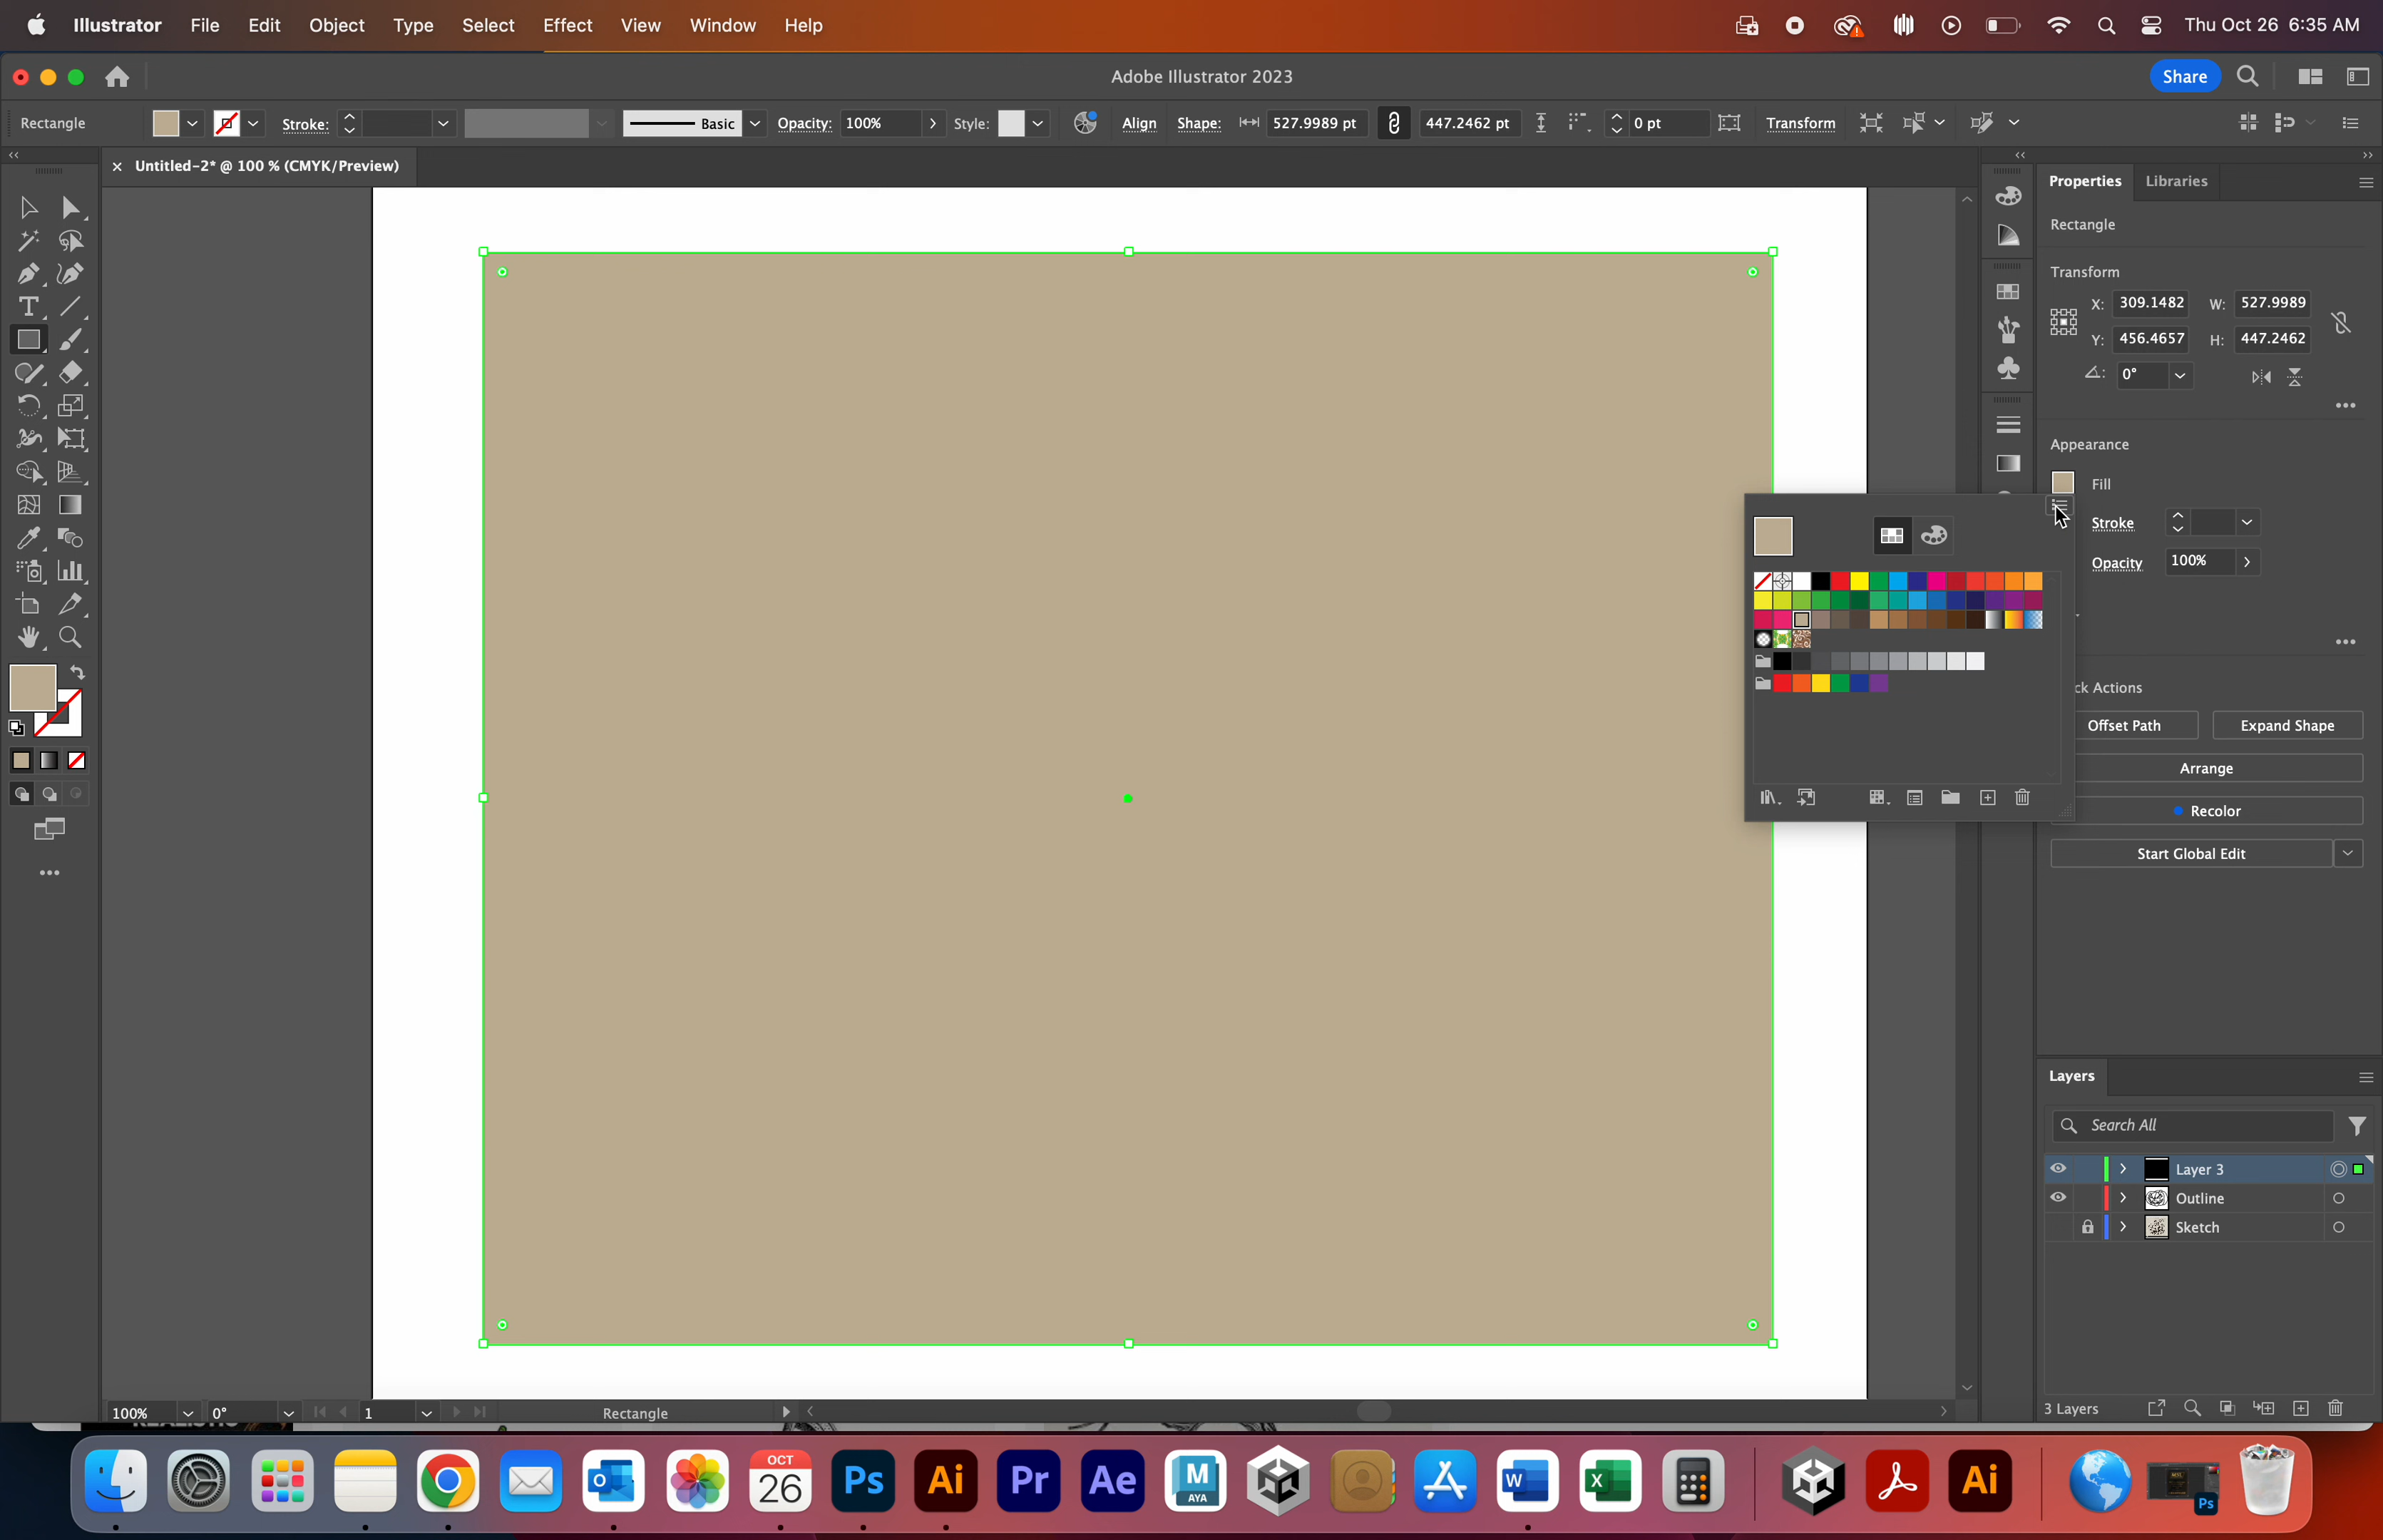 Illustrator File Edit Object Type Select Effect View Window Help Thu Oct 26 6:35 AM
Adobe Illustrator 2023 Share
Rectangle Stroke: Basic Opacity: 100% Style: Align Shape: 527.9989 pt 447.2462 pt 0 pt Transform
Untitled-2* @ 100 % (CMYK/Preview)
Properties Libraries
Rectangle
Transform
X: 309.1482 W: 527.9989
Y: 456.4657 H: 447.2462
0°
Appearance
Fill
Stroke
Opacity 100%
ck Actions
Offset Path Expand Shape
Arrange
Recolor
Start Global Edit
Layers
Search All
Layer 3
Outline
Sketch
3 Layers
100% 0° 1 Rectangle
OCT
26
Ps Ai Pr Ae M
AYA
O W X Ai
Ps